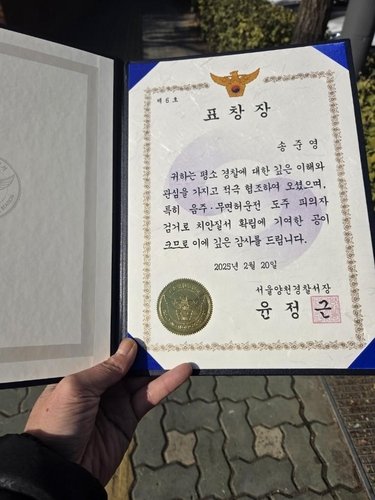 제 6 호
표 창 장
송 준 영
귀하는 평소 경찰에 대한 깊은 이해와
관심을 가지고 적극 협조하여 오셨으며,
특히 음주·무면허운전 도주 피의자
검거로 치안질서 확립에 기여한 공이
크므로 이에 깊은 감사를 드립니다.
2025년 2월 20일
서울양천경찰서장
윤 정 근